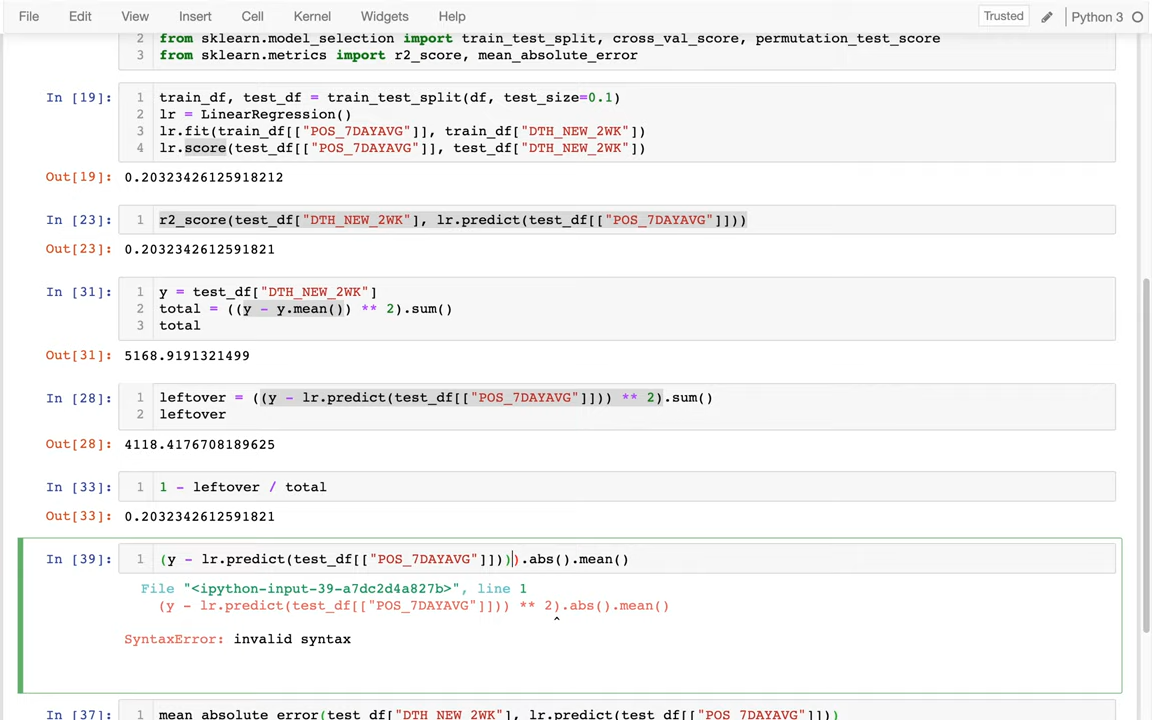 File Edit View Insert Cell Kernel Widgets Help Trusted Python 3
2 from sklearn.model_selection import train_test_split, cross_val_score, permutation_test_score
3 from sklearn.metrics import r2_score, mean_absolute_error
In [19]: 1 train_df, test_df = train_test_split(df, test_size=0.1)
2 lr = LinearRegression()
3 lr.fit(train_df[["POS_7DAYAVG"]], train_df["DTH_NEW_2WK"])
4 lr.score(test_df[["POS_7DAYAVG"]], test_df["DTH_NEW_2WK"])
Out[19]: 0.20323426125918212
In [23]: 1 r2_score(test_df["DTH_NEW_2WK"], lr.predict(test_df[["POS_7DAYAVG"]]))
Out[23]: 0.2032342612591821
In [31]: 1 y = test_df["DTH_NEW_2WK"]
2 total = ((y - y.mean()) ** 2).sum()
3 total
Out[31]: 5168.9191321499
In [28]: 1 leftover = ((y - lr.predict(test_df[["POS_7DAYAVG"]])) ** 2).sum()
2 leftover
Out[28]: 4118.4176708189625
In [33]: 1 1 - leftover / total
Out[33]: 0.2032342612591821
In [39]: 1 (y - lr.predict(test_df[["POS_7DAYAVG"]]))).abs().mean()
File "<ipython-input-39-a7dc2d4a827b>", line 1
(y - lr.predict(test_df[["POS_7DAYAVG"]])) ** 2).abs().mean()
^
SyntaxError: invalid syntax
In [37]: 1 mean_absolute_error(test_df["DTH_NEW_2WK"], lr.predict(test_df[["POS_7DAYAVG"]]))